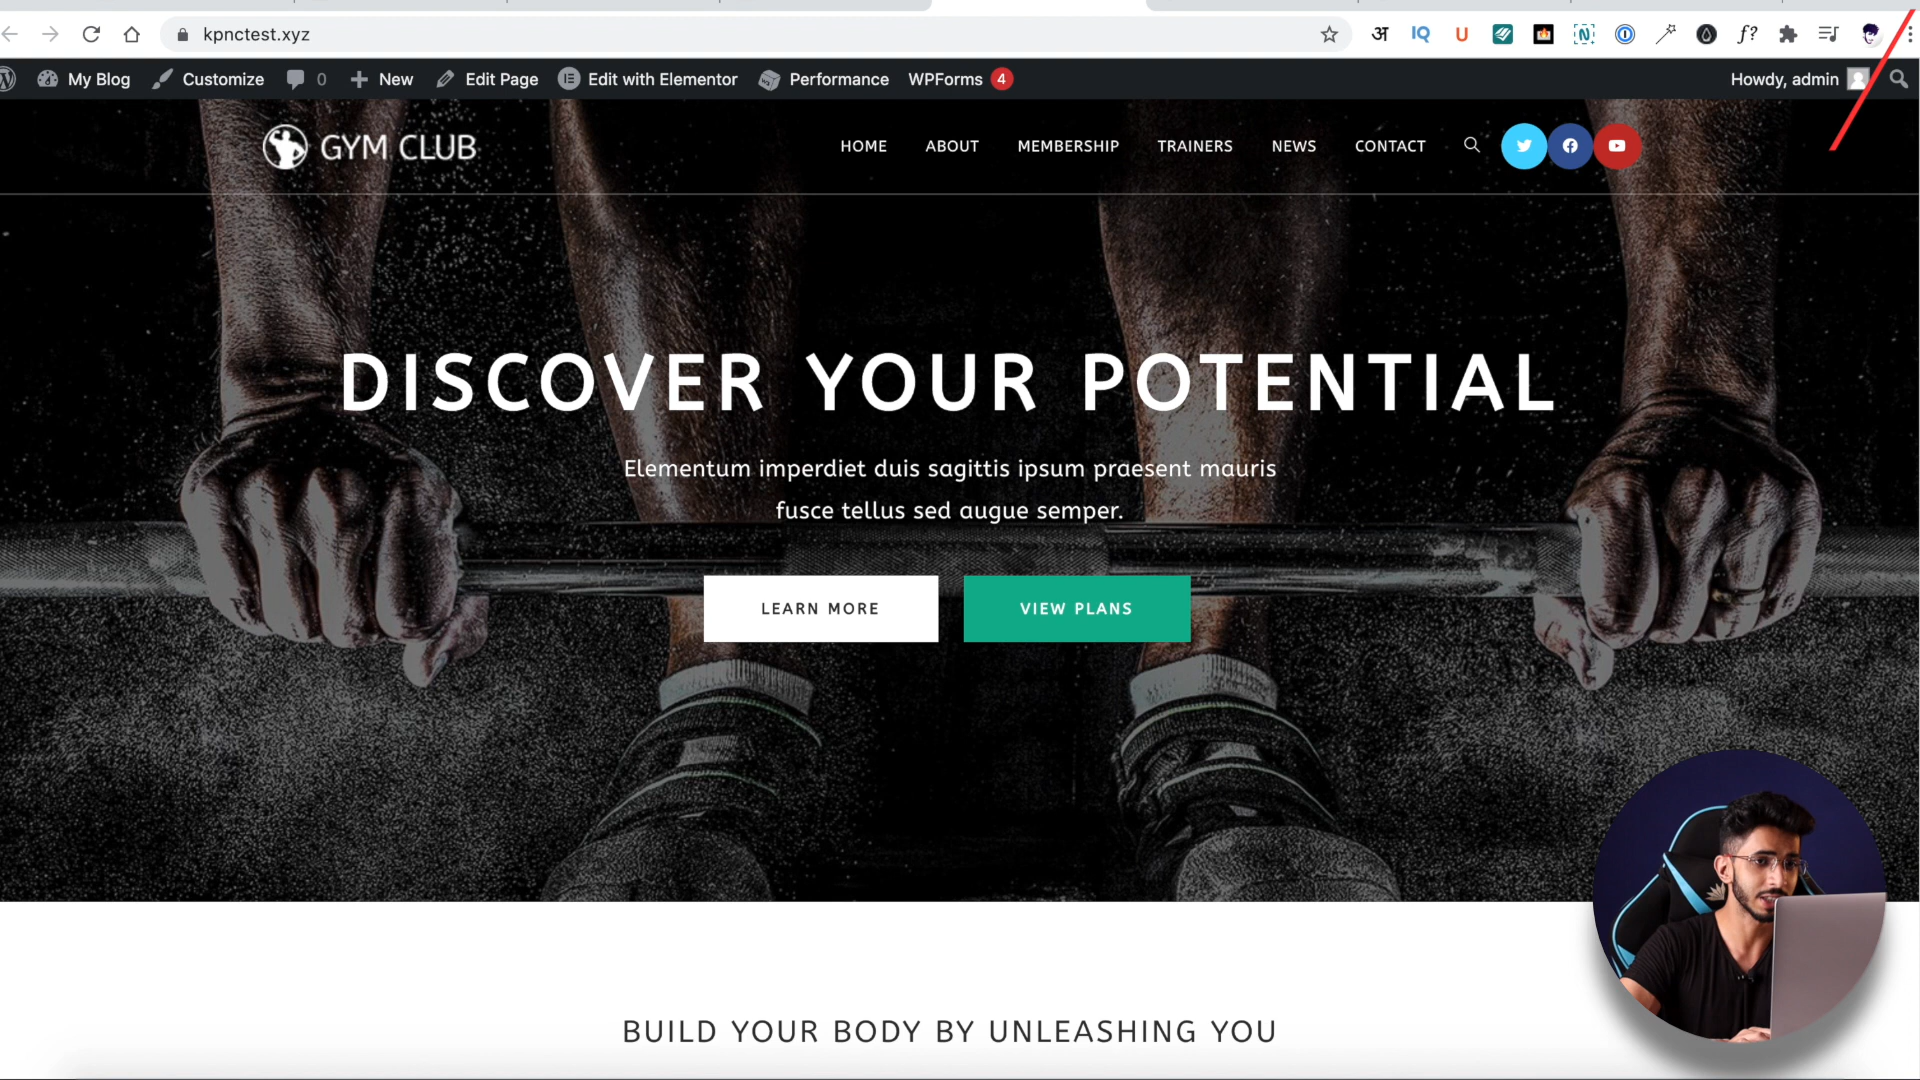 kpnctest.xyz
अ IQ U N f?
My Blog Customize 0 New Edit Page Edit with Elementor Performance WPForms 4 Howdy, admin
GYM CLUB HOME ABOUT MEMBERSHIP TRAINERS NEWS CONTACT
DISCOVER YOUR POTENTIAL
Elementum imperdiet duis sagittis ipsum praesent mauris
fusce tellus sed augue semper.
LEARN MORE VIEW PLANS
BUILD YOUR BODY BY UNLEASHING YOU